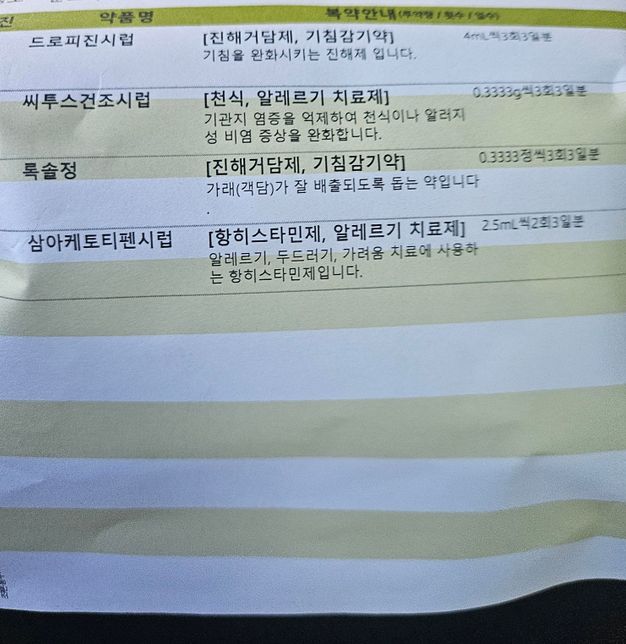 진 약품명 복약안내(투약량 / 횟수 / 일수)
드로피진시럽 [진해거담제, 기침감기약] 4mL씩3회3일분
기침을 완화시키는 진해제 입니다.
씨투스건조시럽 [천식, 알레르기 치료제] 0.3333g씩3회3일분
기관지 염증을 억제하여 천식이나 알러지
성 비염 증상을 완화합니다.
록솔정 [진해거담제, 기침감기약] 0.3333정씩3회3일분
가래(객담)가 잘 배출되도록 돕는 약입니다
.
삼아케토티펜시럽 [항히스타민제, 알레르기 치료제] 2.5mL씩2회3일분
알레르기, 두드러기, 가려움 치료에 사용하
는 항히스타민제입니다.